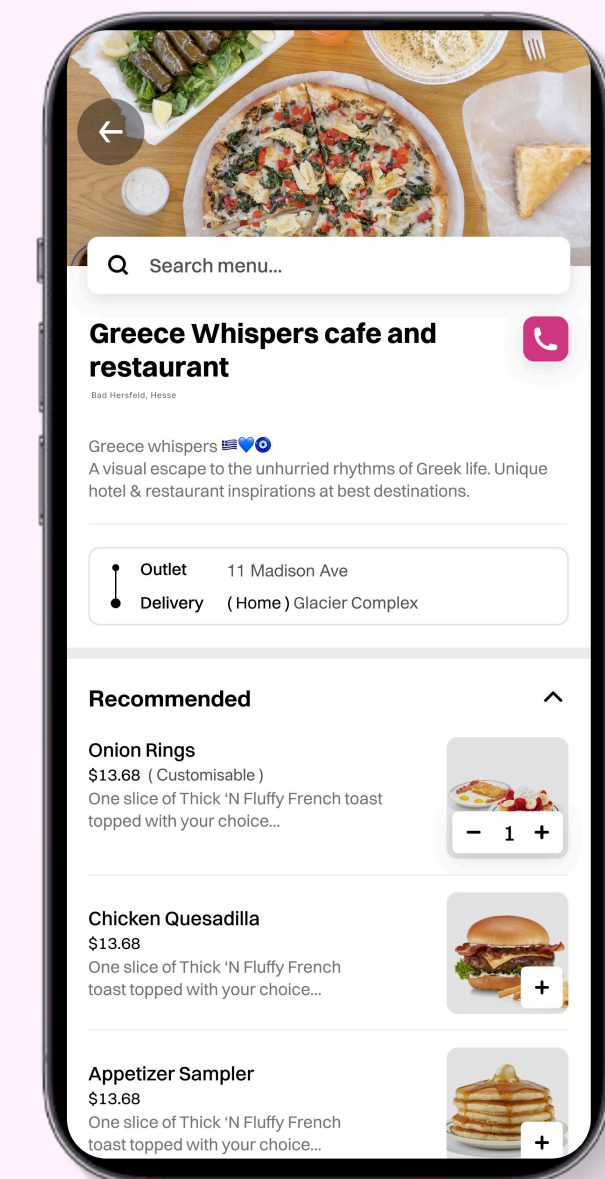 Search menu...
Greece Whispers cafe and
restaurant
Bad Hersfeld, Hesse
Greece whispers 🇬🇷💙🧿
A visual escape to the unhurried rhythms of Greek life. Unique
hotel & restaurant inspirations at best destinations.
Outlet 11 Madison Ave
Delivery ( Home ) Glacier Complex
Recommended
Onion Rings
$13.68 ( Customisable )
One slice of Thick ‘N Fluffy French toast
topped with your choice...
− 1 +
Chicken Quesadilla
$13.68
One slice of Thick ‘N Fluffy French
toast topped with your choice...
+
Appetizer Sampler
$13.68
One slice of Thick ‘N Fluffy French
toast topped with your choice...
+